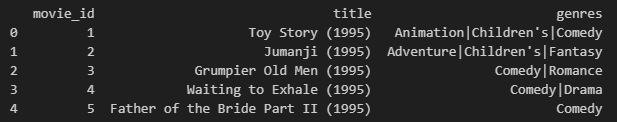 movie_id title genres
0 1 Toy Story (1995) Animation|Children's|Comedy
1 2 Jumanji (1995) Adventure|Children's|Fantasy
2 3 Grumpier Old Men (1995) Comedy|Romance
3 4 Waiting to Exhale (1995) Comedy|Drama
4 5 Father of the Bride Part II (1995) Comedy